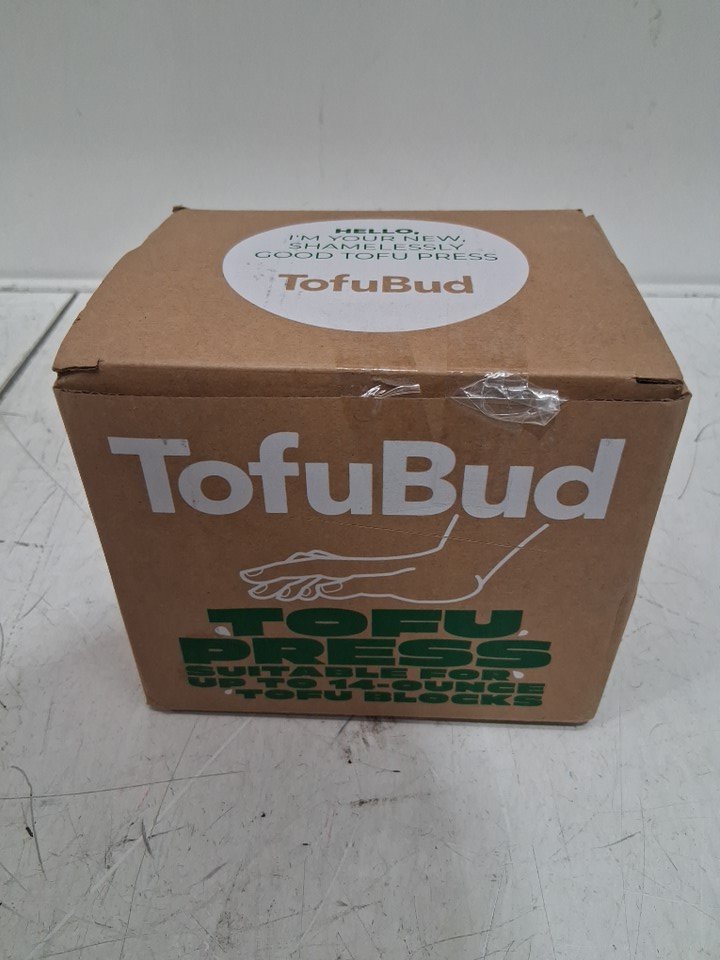 HELLO,
I'M YOUR NEW,
SHAMELESSLY
GOOD TOFU PRESS
TofuBud
TofuBud
TOFU
PRESS
SUITABLE FOR
UP TO 14-OUNCE
TOFU BLOCKS